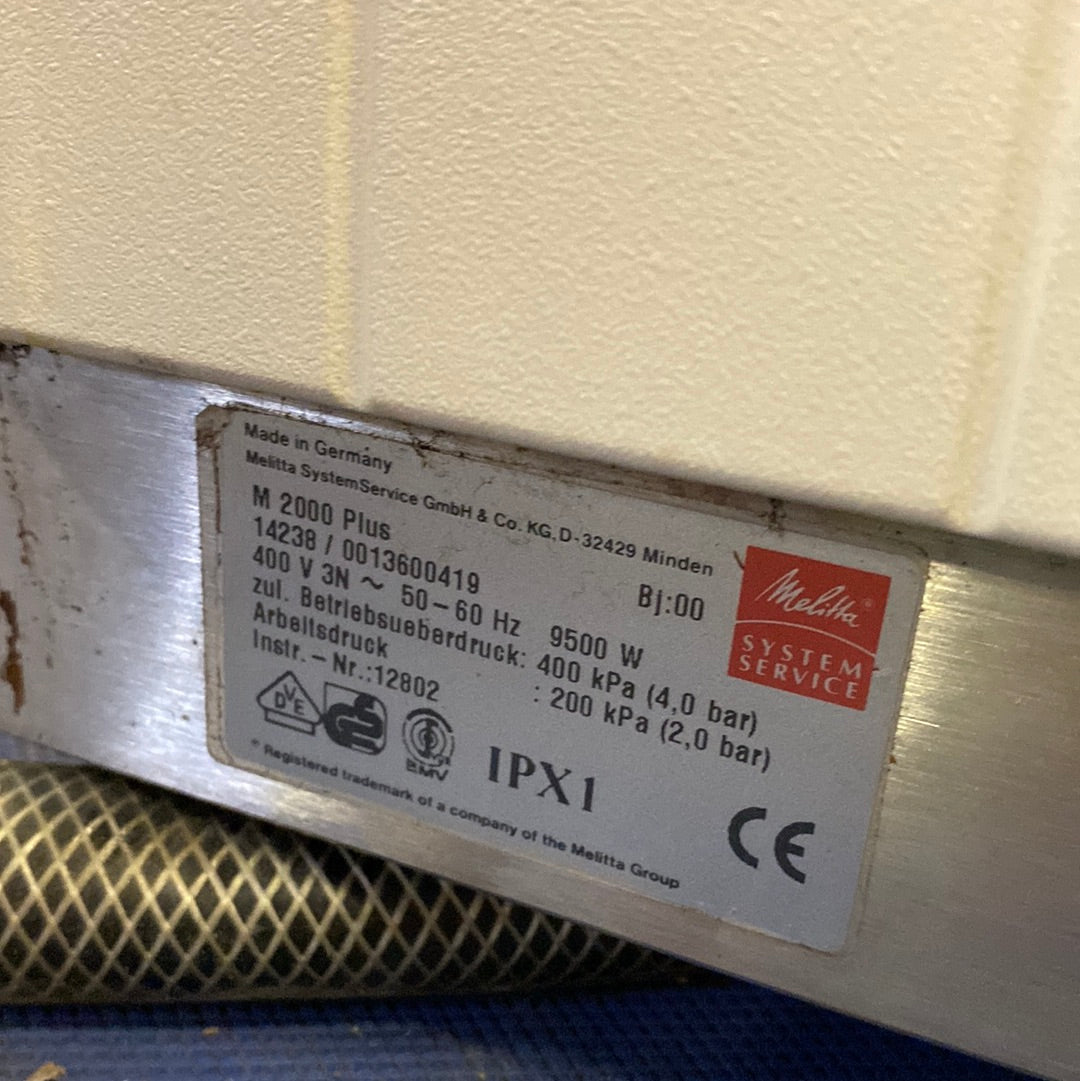 Made in Germany
Melitta SystemService GmbH & Co. KG, D-32429 Minden
M 2000 Plus
14238 / 0013600419 Bj:00
400 V 3N ~ 50-60 Hz 9500 W
zul. Betriebsueberdruck: 400 kPa (4,0 bar)
Arbeitsdruck : 200 kPa (2,0 bar)
Instr.-Nr.:12802
Melitta®
SYSTEM
SERVICE
DVE
EMV
IPX1
CE
* Registered trademark of a company of the Melitta Group